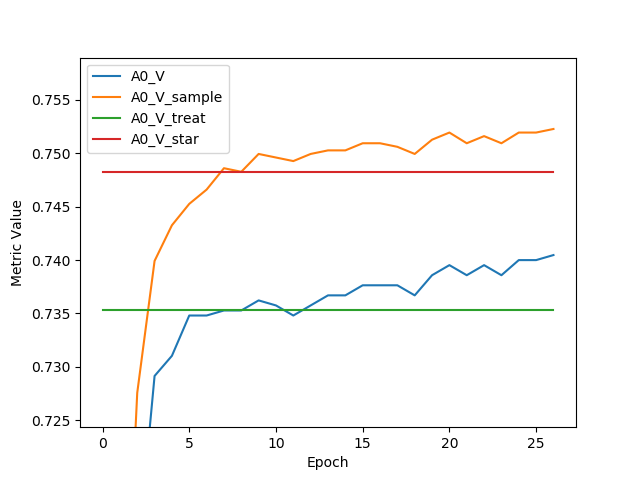 A0_V
A0_V_sample
A0_V_treat
A0_V_star
0.755
0.750
0.745
0.740
0.735
0.730
0.725
Metric Value
0 5 10 15 20 25
Epoch